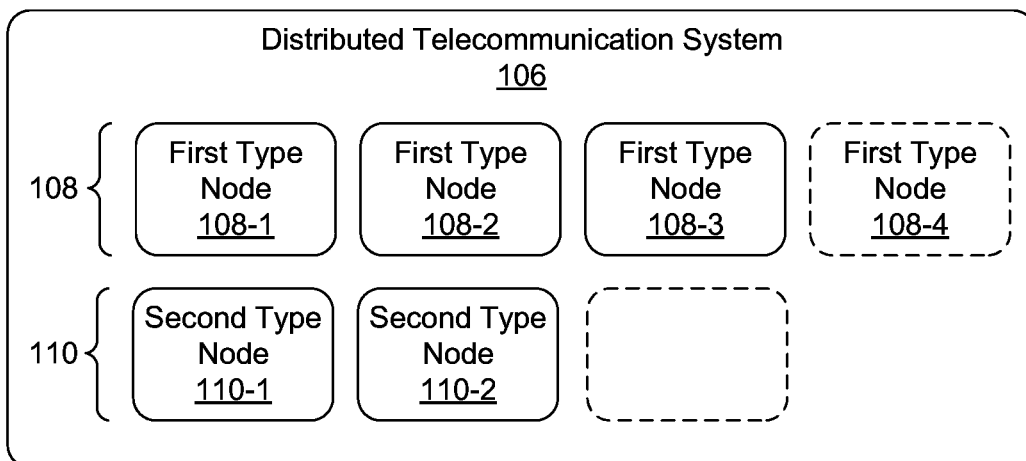 Distributed Telecommunication System
106
108
First Type
Node
108-1
First Type
Node
108-2
First Type
Node
108-3
First Type
Node
108-4
110
Second Type
Node
110-1
Second Type
Node
110-2